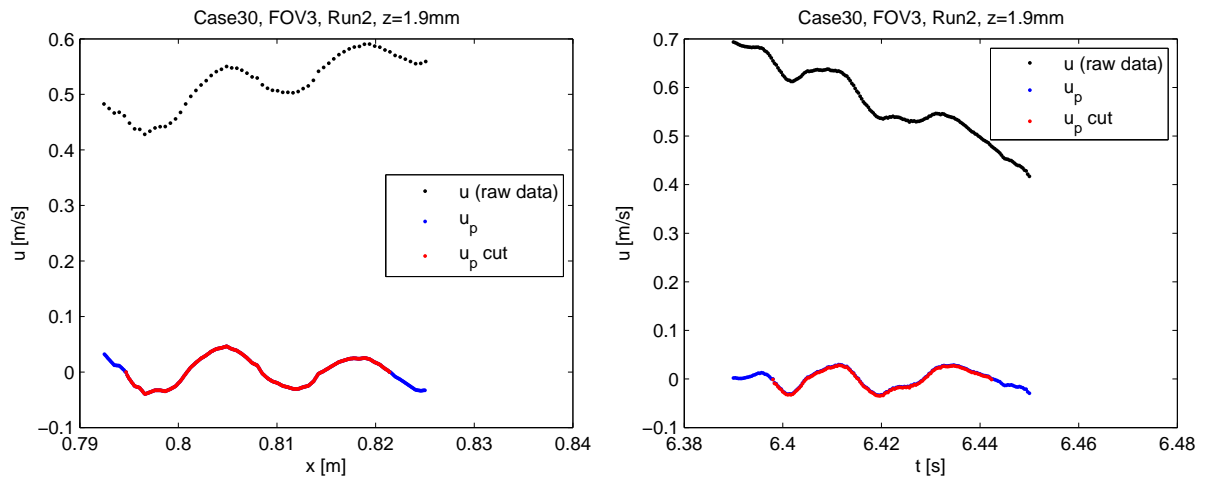 Case30, FOV3, Run2, z=1.9mm
0.6
0.5
0.4
0.3
0.2
0.1
0
−0.1
u [m/s]
u (raw data)
u_p
u_p cut
0.79 0.8 0.81 0.82 0.83 0.84
x [m]
Case30, FOV3, Run2, z=1.9mm
0.7
0.6
0.5
0.4
0.3
0.2
0.1
0
−0.1
u [m/s]
u (raw data)
u_p
u_p cut
6.38 6.4 6.42 6.44 6.46 6.48
t [s]